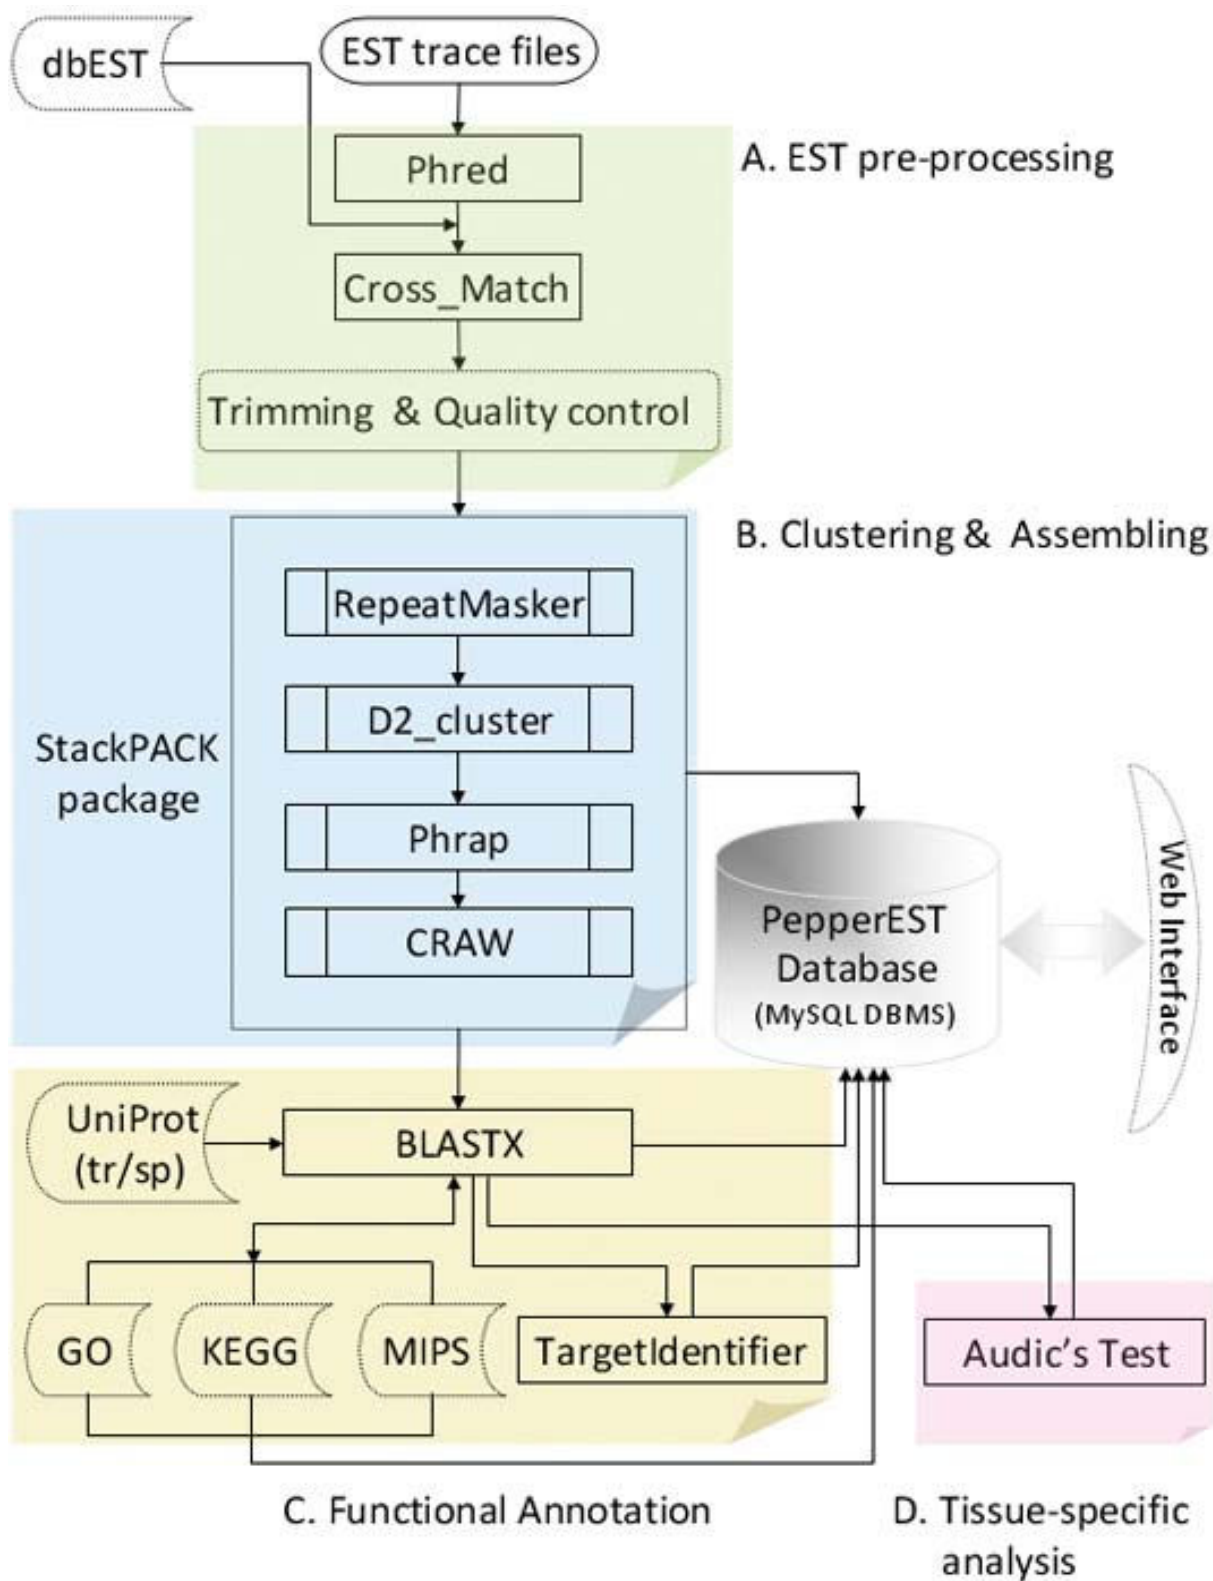 dbEST
EST trace files
Phred
A. EST pre-processing
Cross_Match
Trimming & Quality control
B. Clustering & Assembling
RepeatMasker
D2_cluster
StackPACK
package
Phrap
CRAW
PepperEST
Database
(MySQL DBMS)
Web Interface
UniProt
(tr/sp)
BLASTX
GO
KEGG
MIPS
TargetIdentifier
Audic's Test
C. Functional Annotation
D. Tissue-specific
analysis